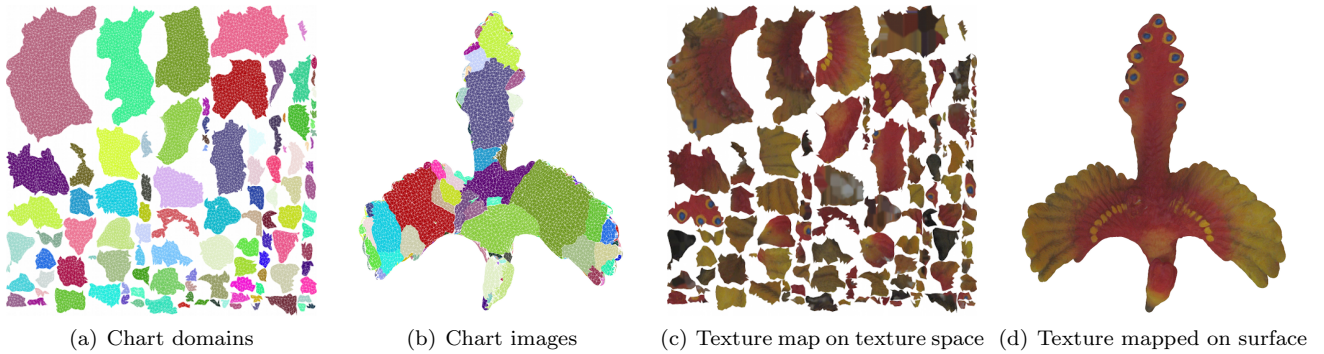 (a) Chart domains
(b) Chart images
(c) Texture map on texture space
(d) Texture mapped on surface